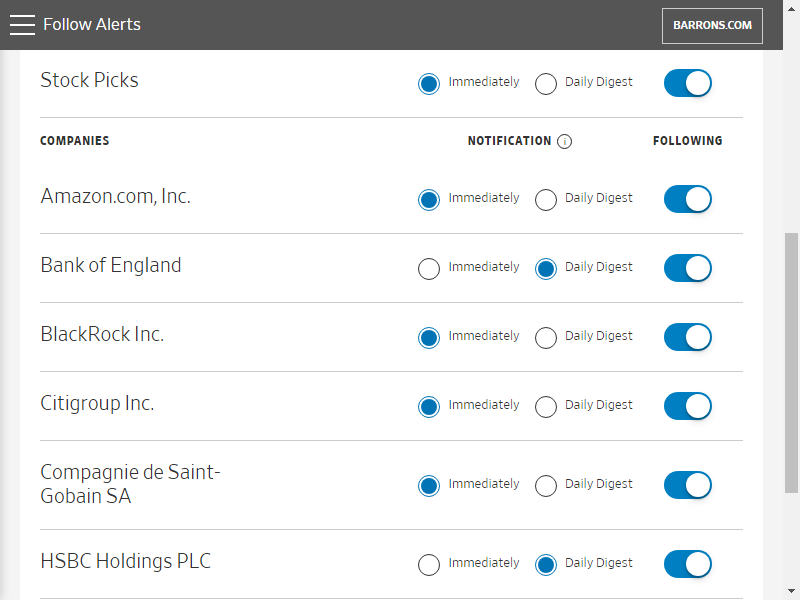 Follow Alerts
BARRONS.COM
Stock Picks
Immediately
Daily Digest
COMPANIES
NOTIFICATION
FOLLOWING
Amazon.com, Inc.
Immediately
Daily Digest
Bank of England
Immediately
Daily Digest
BlackRock Inc.
Immediately
Daily Digest
Citigroup Inc.
Immediately
Daily Digest
Compagnie de Saint-
Gobain SA
Immediately
Daily Digest
HSBC Holdings PLC
Immediately
Daily Digest